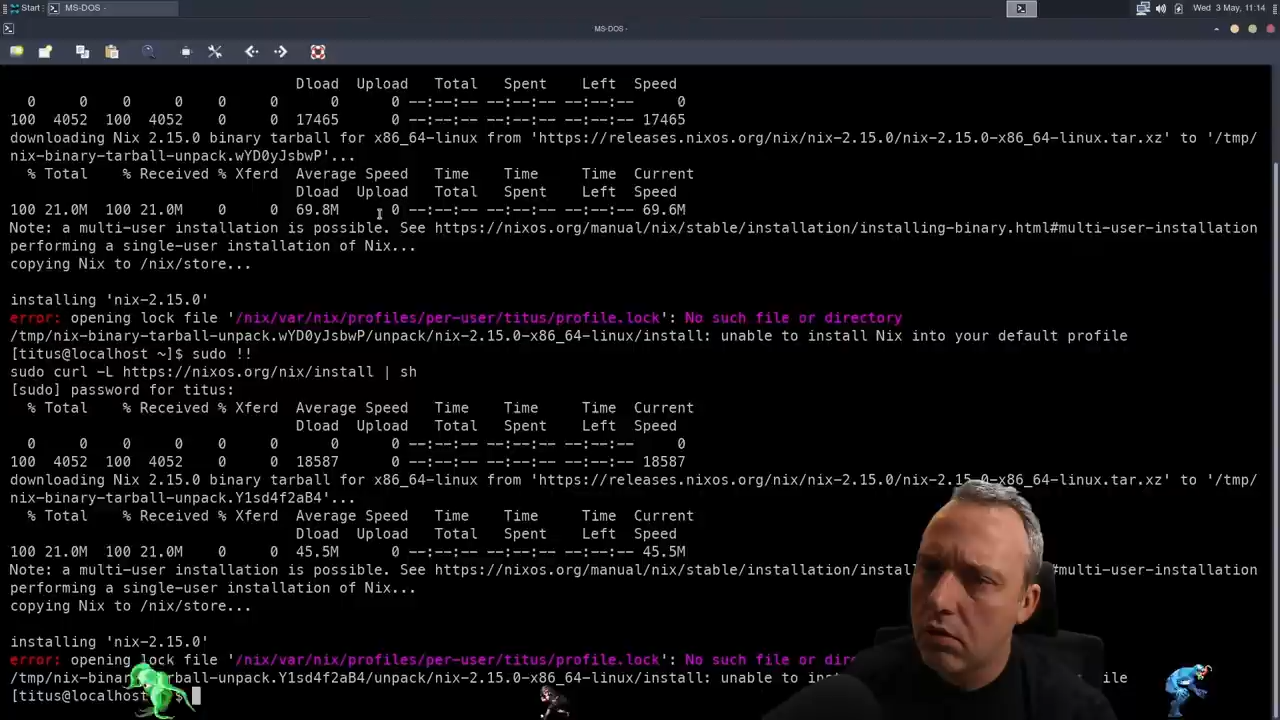 Start
MS-DOS -
Wed 3 May, 11:14
MS-DOS -
Dload Upload Total Spent Left Speed
0 0 0 0 0 0 0 0 --:--:-- --:--:-- --:--:-- 0
100 4052 100 4052 0 0 17465 0 --:--:-- --:--:-- --:--:-- 17465
downloading Nix 2.15.0 binary tarball for x86_64-linux from 'https://releases.nixos.org/nix/nix-2.15.0/nix-2.15.0-x86_64-linux.tar.xz' to '/tmp/
nix-binary-tarball-unpack.wYD0yJsbwP'...
% Total % Received % Xferd Average Speed Time Time Time Current
Dload Upload Total Spent Left Speed
100 21.0M 100 21.0M 0 0 69.8M 0 --:--:-- --:--:-- --:--:-- 69.6M
Note: a multi-user installation is possible. See https://nixos.org/manual/nix/stable/installation/installing-binary.html#multi-user-installation
performing a single-user installation of Nix...
copying Nix to /nix/store...
installing 'nix-2.15.0'
error: opening lock file '/nix/var/nix/profiles/per-user/titus/profile.lock': No such file or directory
/tmp/nix-binary-tarball-unpack.wYD0yJsbwP/unpack/nix-2.15.0-x86_64-linux/install: unable to install Nix into your default profile
[titus@localhost ~]$ sudo !!
sudo curl -L https://nixos.org/nix/install | sh
[sudo] password for titus:
% Total % Received % Xferd Average Speed Time Time Time Current
Dload Upload Total Spent Left Speed
0 0 0 0 0 0 0 0 --:--:-- --:--:-- --:--:-- 0
100 4052 100 4052 0 0 18587 0 --:--:-- --:--:-- --:--:-- 18587
downloading Nix 2.15.0 binary tarball for x86_64-linux from 'https://releases.nixos.org/nix/nix-2.15.0/nix-2.15.0-x86_64-linux.tar.xz' to '/tmp/
nix-binary-tarball-unpack.Y1sd4f2aB4'...
% Total % Received % Xferd Average Speed Time Time Time Current
Dload Upload Total Spent Left Speed
100 21.0M 100 21.0M 0 0 45.5M 0 --:--:-- --:--:-- --:--:-- 45.5M
Note: a multi-user installation is possible. See https://nixos.org/manual/nix/stable/installation/instal #multi-user-installation
performing a single-user installation of Nix...
copying Nix to /nix/store...
installing 'nix-2.15.0'
error: opening lock file '/nix/var/nix/profiles/per-user/titus/profile.lock': No such file or dire
/tmp/nix-bin tarball-unpack.Y1sd4f2aB4/unpack/nix-2.15.0-x86_64-linux/install: unable to inst ile
[titus@localhost